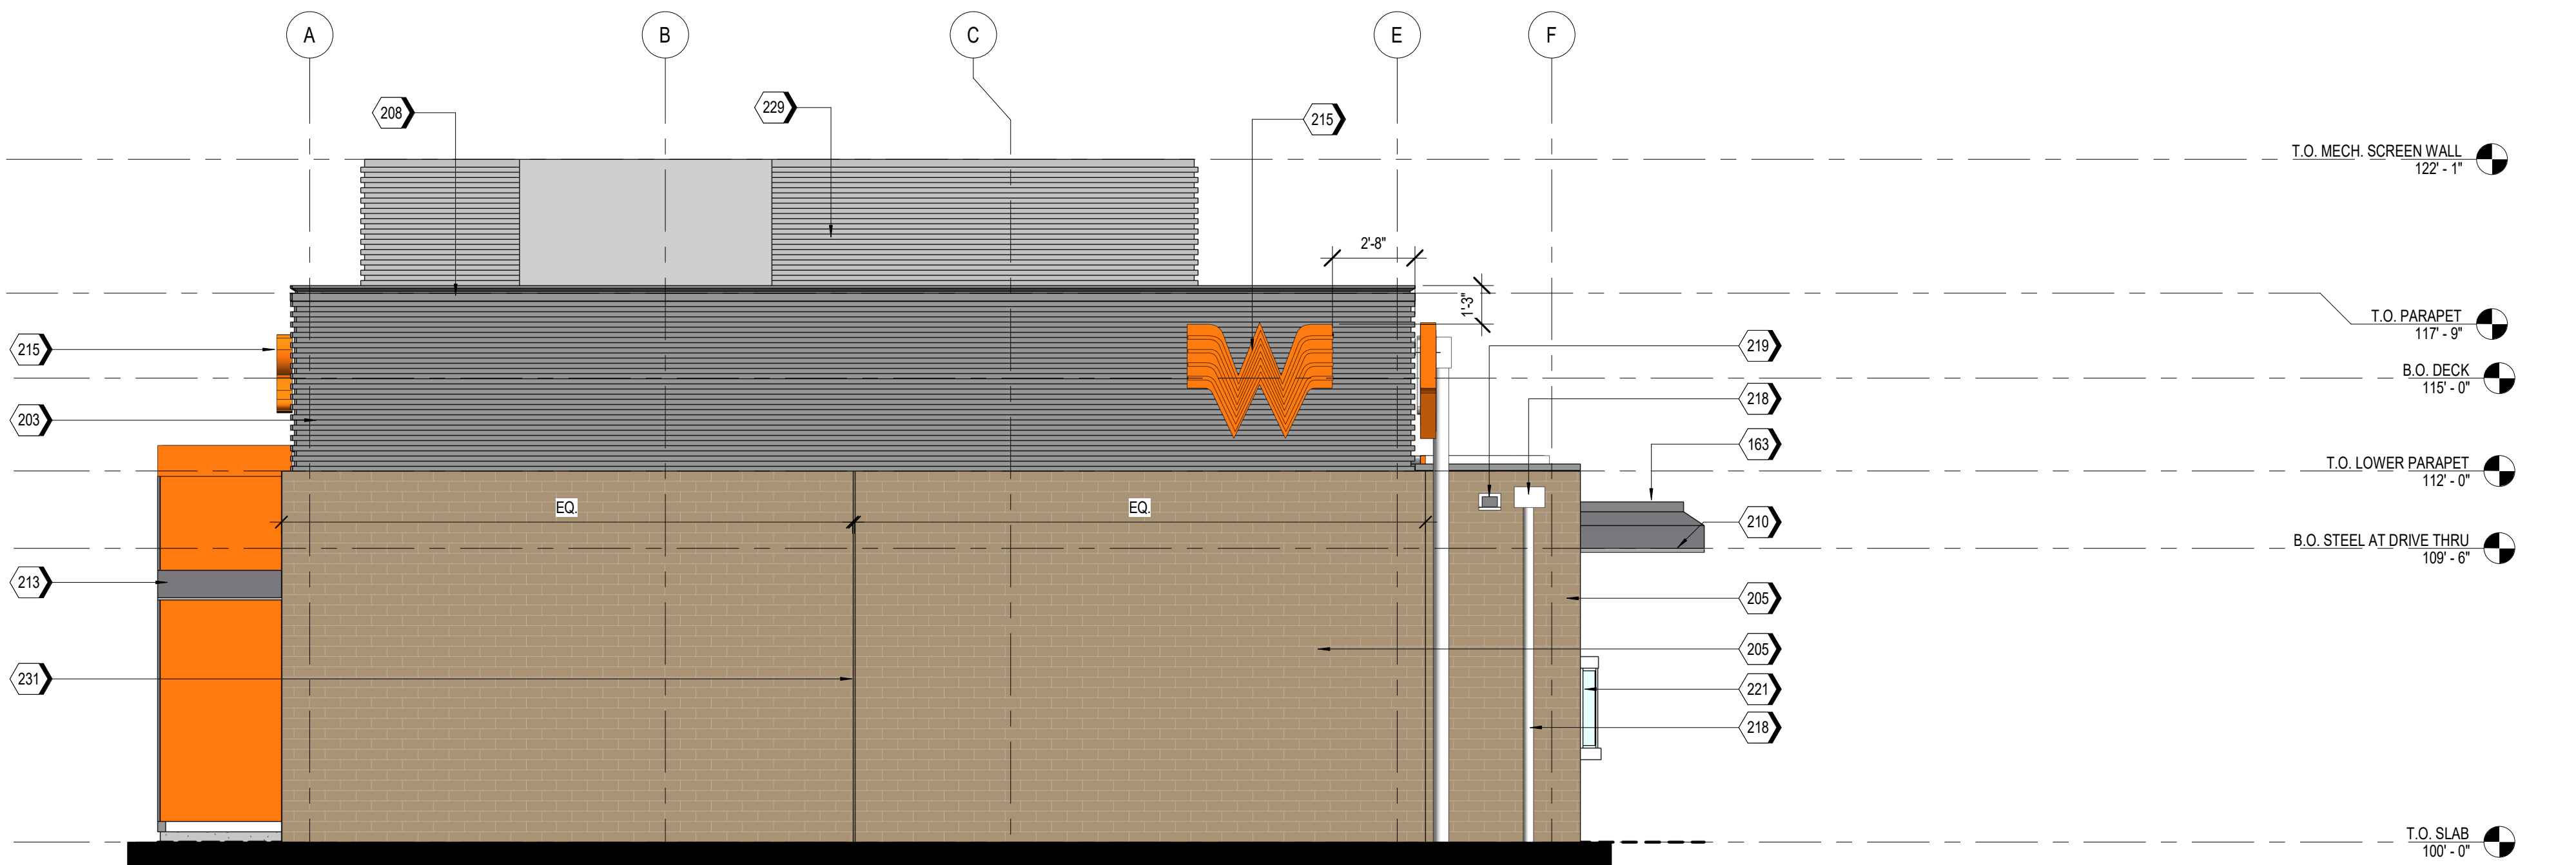 A
B
C
E
F
208
229
215
T.O. MECH. SCREEN WALL
122' - 1"
2'-8"
1'-3"
T.O. PARAPET
117' - 9"
215
219
B.O. DECK
115' - 0"
218
203
W
163
T.O. LOWER PARAPET
112' - 0"
EQ.
EQ.
210
B.O. STEEL AT DRIVE THRU
109' - 6"
213
205
205
231
221
218
T.O. SLAB
100' - 0"